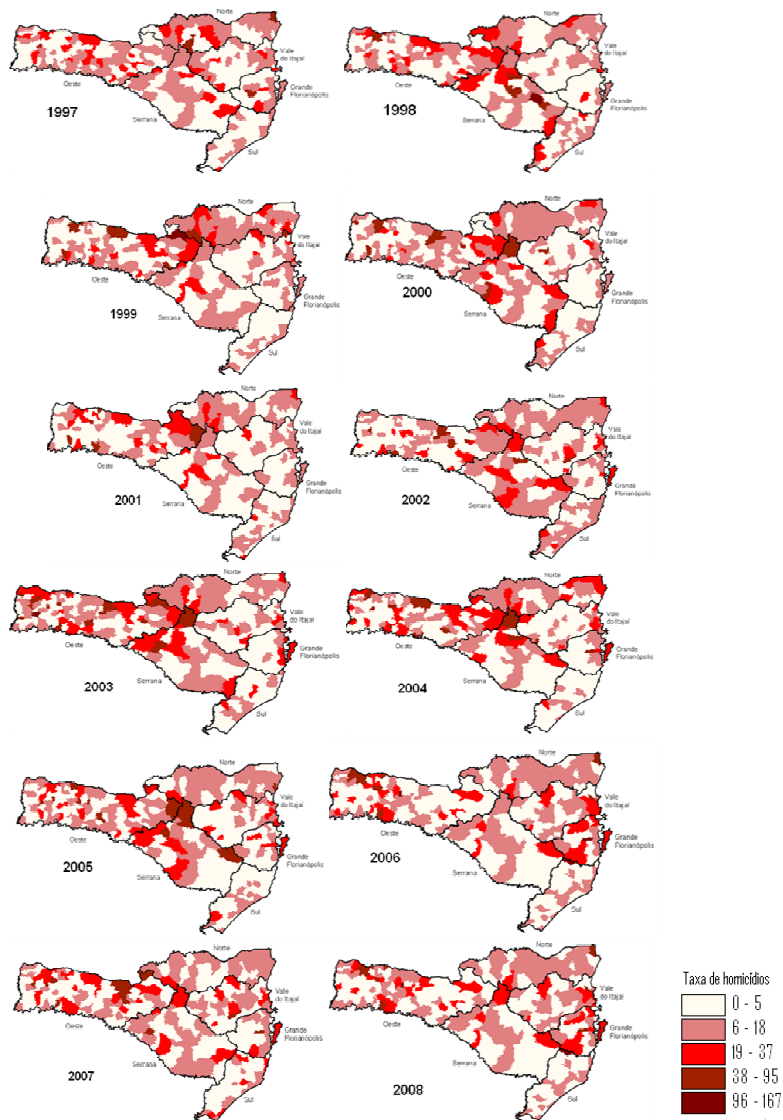 Norte
Vale
do Itajaí
Oeste
Grande
Florianópolis
Serrana
Sul
1997
Norte
Vale
do Itajaí
Oeste
Grande
Florianópolis
Serrana
Sul
1998
Norte
Vale
do Itajaí
Oeste
Grande
Florianópolis
Serrana
Sul
1999
Norte
Vale
do Itajaí
Oeste
Grande
Florianópolis
Serrana
Sul
2000
Norte
Vale
do Itajaí
Oeste
Grande
Florianópolis
Serrana
Sul
2001
Norte
Vale
do Itajaí
Oeste
Grande
Florianópolis
Serrana
Sul
2002
Norte
Vale
do Itajaí
Oeste
Grande
Florianópolis
Serrana
Sul
2003
Norte
Vale
do Itajaí
Oeste
Grande
Florianópolis
Serrana
Sul
2004
Norte
Vale
do Itajaí
Oeste
Grande
Florianópolis
Serrana
Sul
2005
Norte
Vale
do Itajaí
Oeste
Grande
Florianópolis
Serrana
Sul
2006
Norte
Vale
do Itajaí
Oeste
Grande
Florianópolis
Serrana
Sul
2007
Norte
Vale
do Itajaí
Oeste
Grande
Florianópolis
Serrana
Sul
2008
Taxa de homicídios
0 - 5
6 - 18
19 - 37
38 - 95
96 - 167